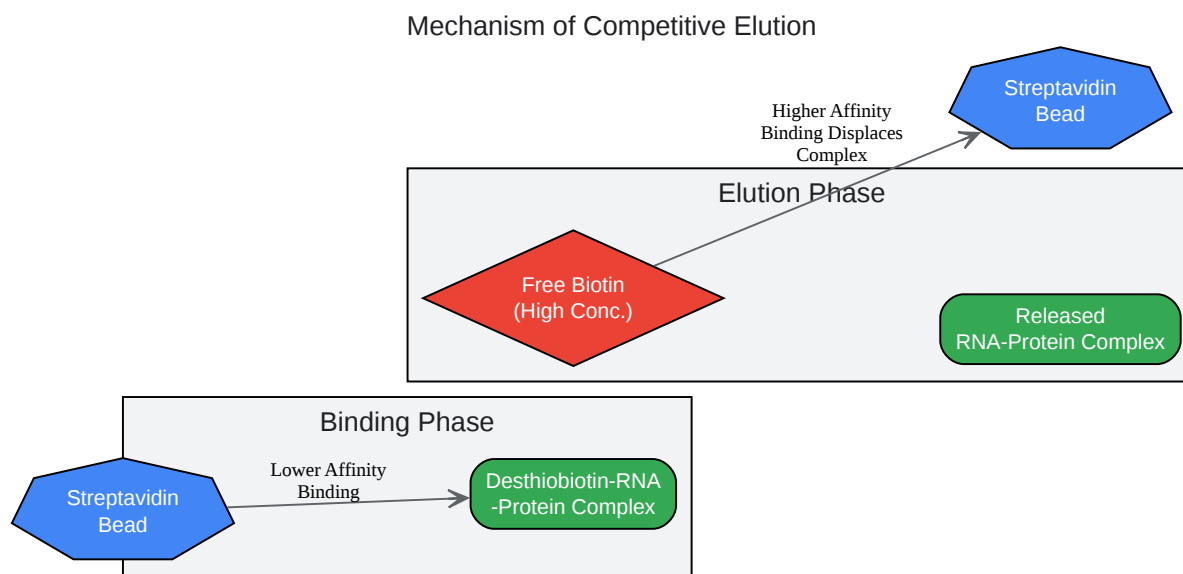 Mechanism of Competitive Elution
Streptavidin
Bead
Higher Affinity
Binding Displaces
Complex
Elution Phase
Free Biotin
(High Conc.)
Released
RNA-Protein Complex
Binding Phase
Lower Affinity
Binding
Desthiobiotin-RNA
-Protein Complex
Streptavidin
Bead